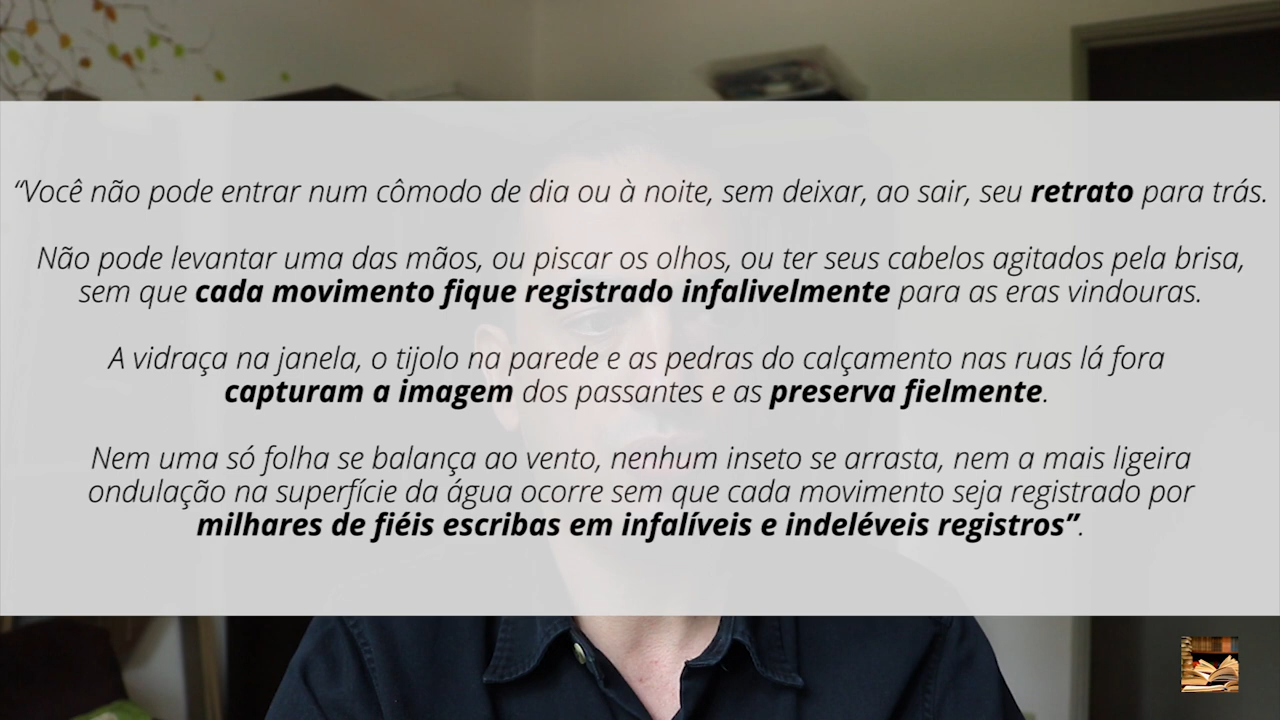 “Você não pode entrar num cômodo de dia ou à noite, sem deixar, ao sair, seu retrato para trás.
Não pode levantar uma das mãos, ou piscar os olhos, ou ter seus cabelos agitados pela brisa,
sem que cada movimento fique registrado infalivelmente para as eras vindouras.
A vidraça na janela, o tijolo na parede e as pedras do calçamento nas ruas lá fora
capturam a imagem dos passantes e as preserva fielmente.
Nem uma só folha se balança ao vento, nenhum inseto se arrasta, nem a mais ligeira
ondulação na superfície da água ocorre sem que cada movimento seja registrado por
milhares de fiéis escribas em infalíveis e indeléveis registros”.